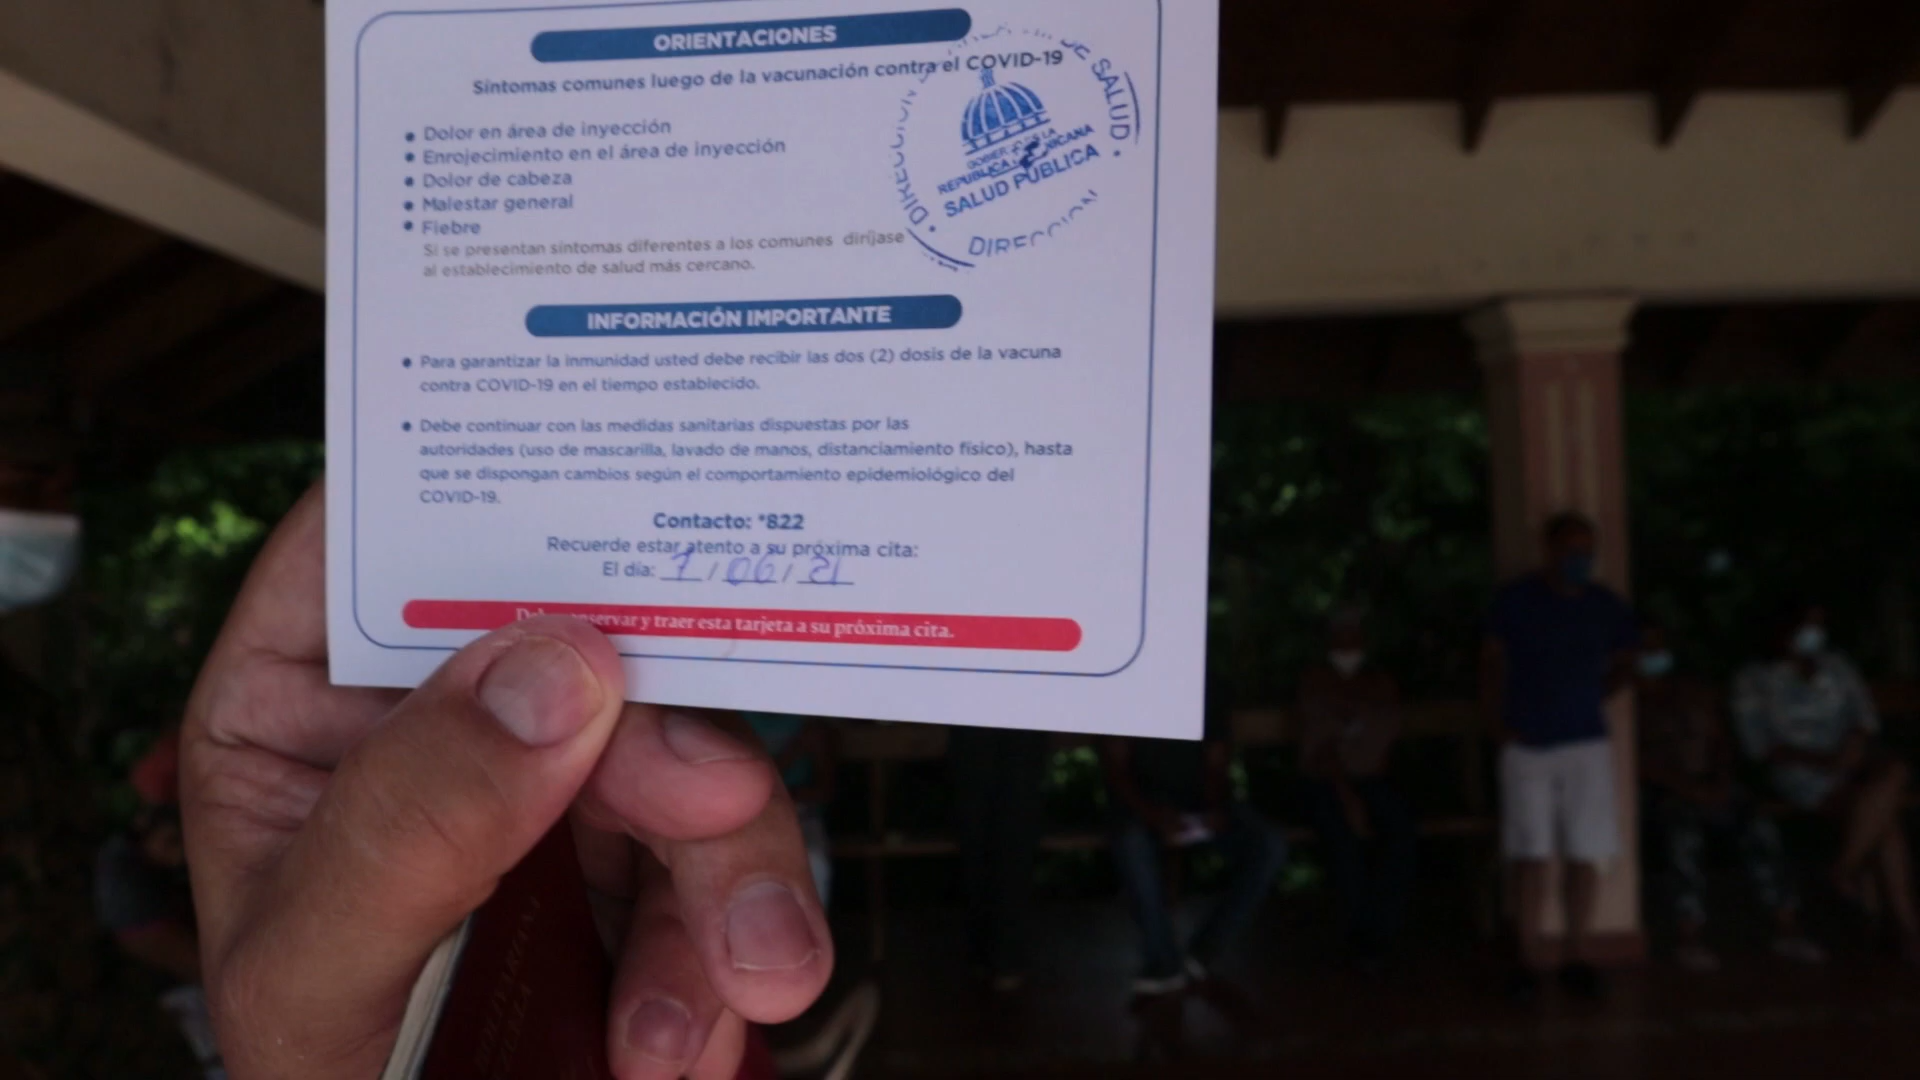 ORIENTACIONES
Síntomas comunes luego de la vacunación contra el COVID-19
• Dolor en área de inyección
• Enrojecimiento en el área de inyección
• Dolor de cabeza
• Malestar general
• Fiebre
Si se presentan síntomas diferentes a los comunes diríjase
al establecimiento de salud más cercano.
DE SALUD
REPÚBLICA
SALUD PÚBLICA
INFORMACIÓN IMPORTANTE
• Para garantizar la inmunidad usted debe recibir las dos (2) dosis de la vacuna
contra COVID-19 en el tiempo establecido.
• Debe continuar con las medidas sanitarias dispuestas por las
autoridades (uso de mascarilla, lavado de manos, distanciamiento físico), hasta
que se dispongan cambios según el comportamiento epidemiológico del
COVID-19.
Contacto: *822
Recuerde estar atento a su próxima cita:
El día: 7/06/21
y traer esta tarjeta a su próxima cita.